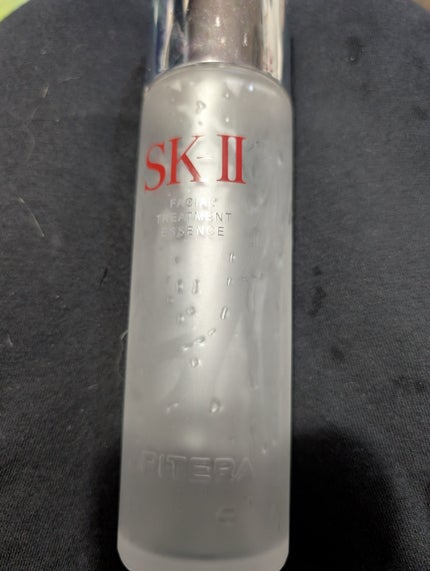 SK-II
FACIAL
TREATMENT
ESSENCE
PITERA